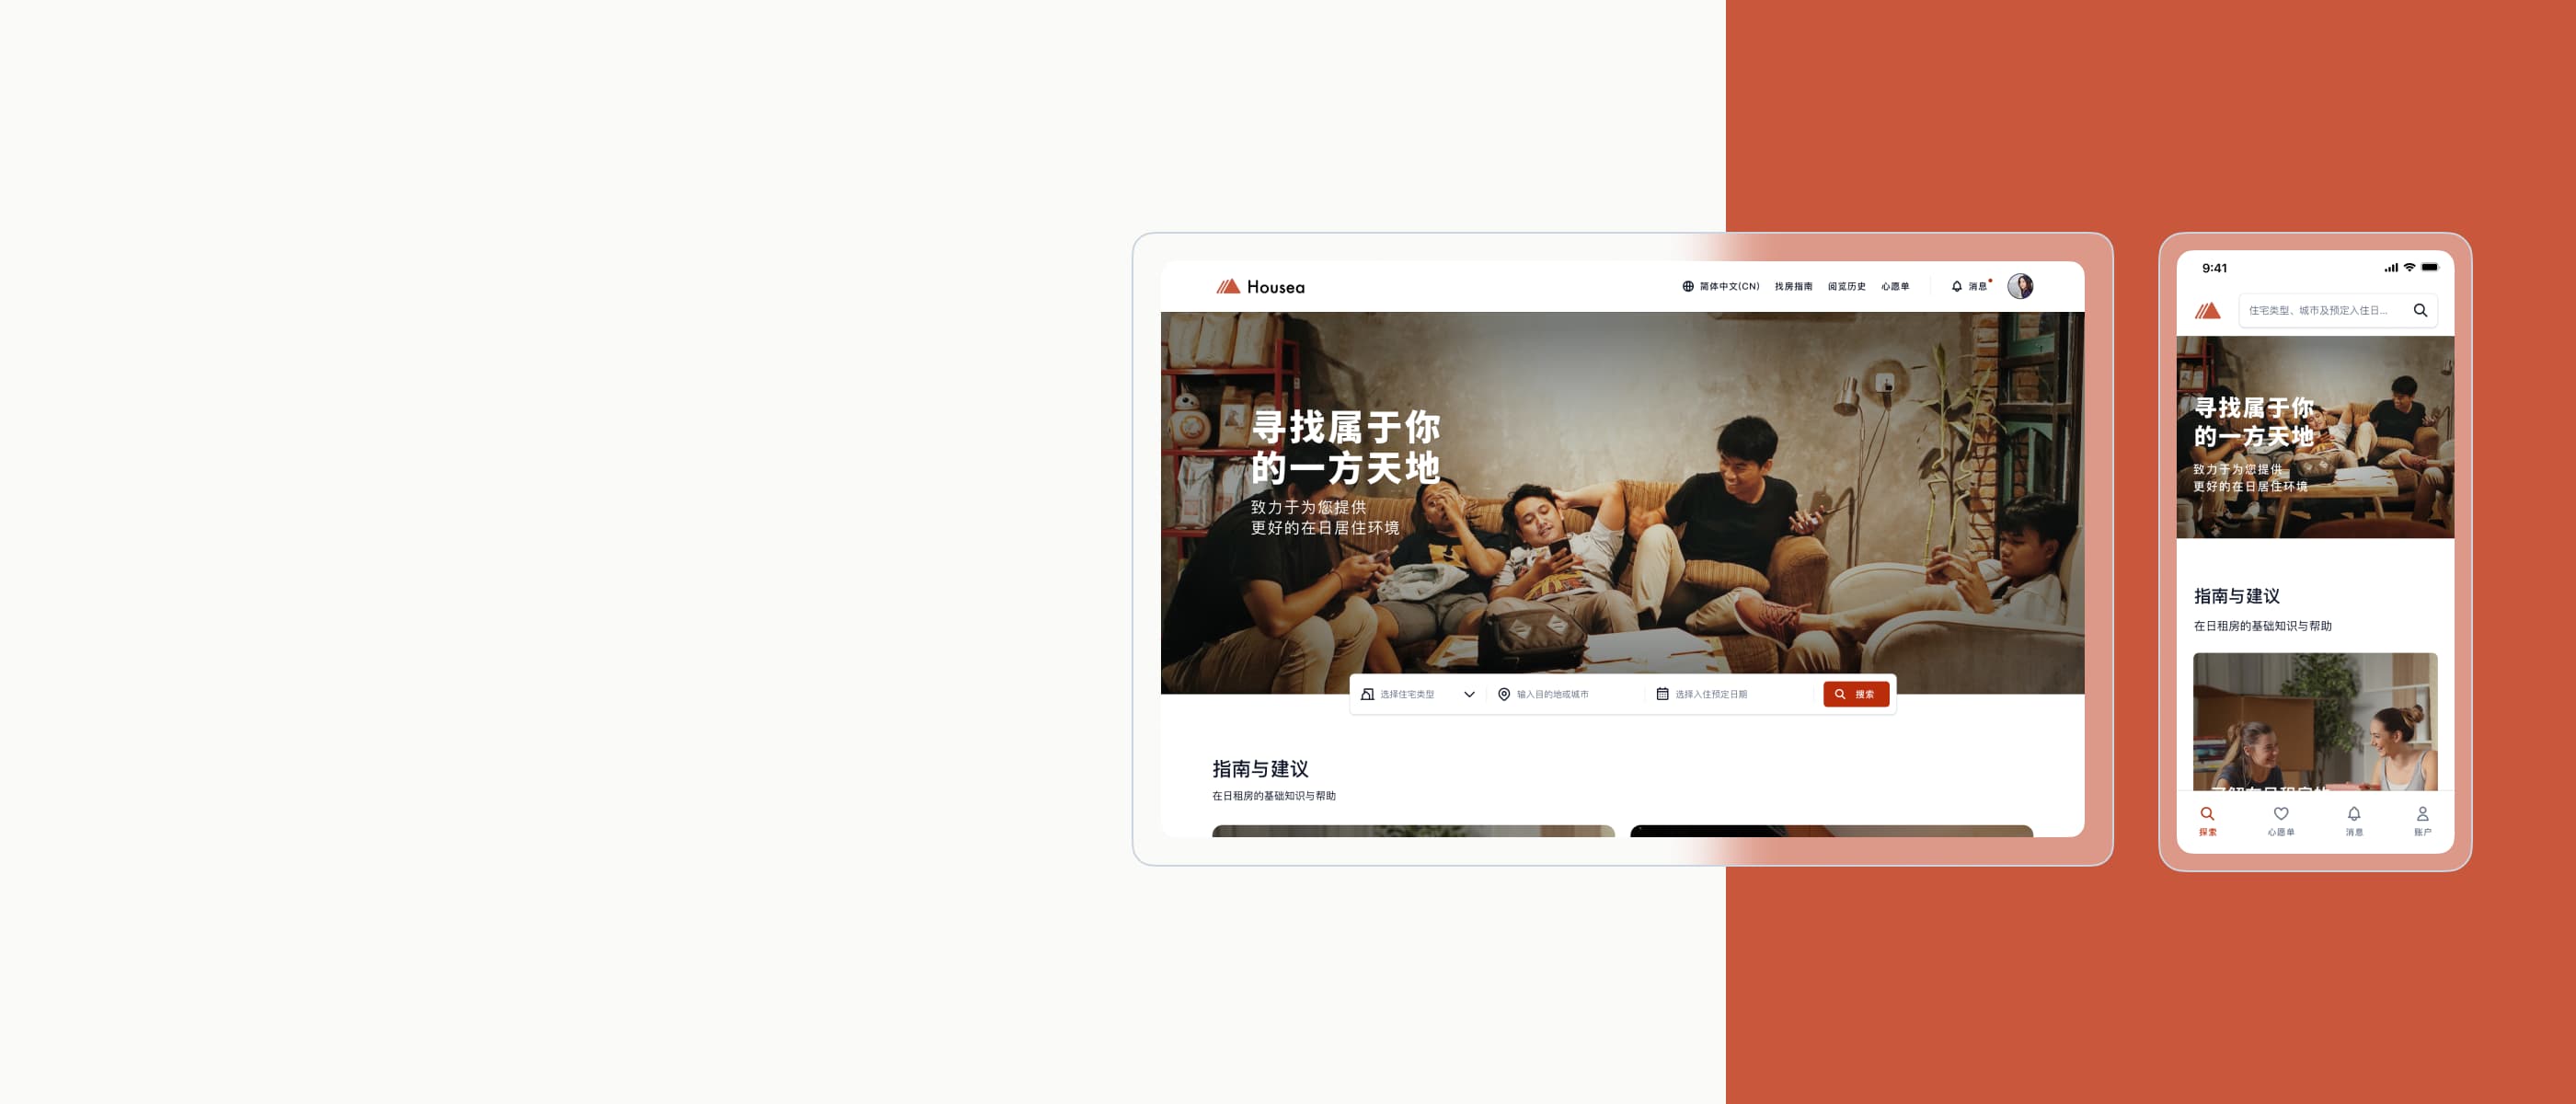 Housea
简体中文(CN) 找房指南 阅览历史 心愿单 消息
寻找属于你
的一方天地
致力于为您提供
更好的在日居住环境
选择住宅类型 输入目的地或城市 选择入住预定日期 搜索
指南与建议
在日租房的基础知识与帮助
9:41
住宅类型、城市及预定入住日...
寻找属于你
的一方天地
致力于为您提供
更好的在日居住环境
指南与建议
在日租房的基础知识与帮助
探索 心愿单 消息 账户